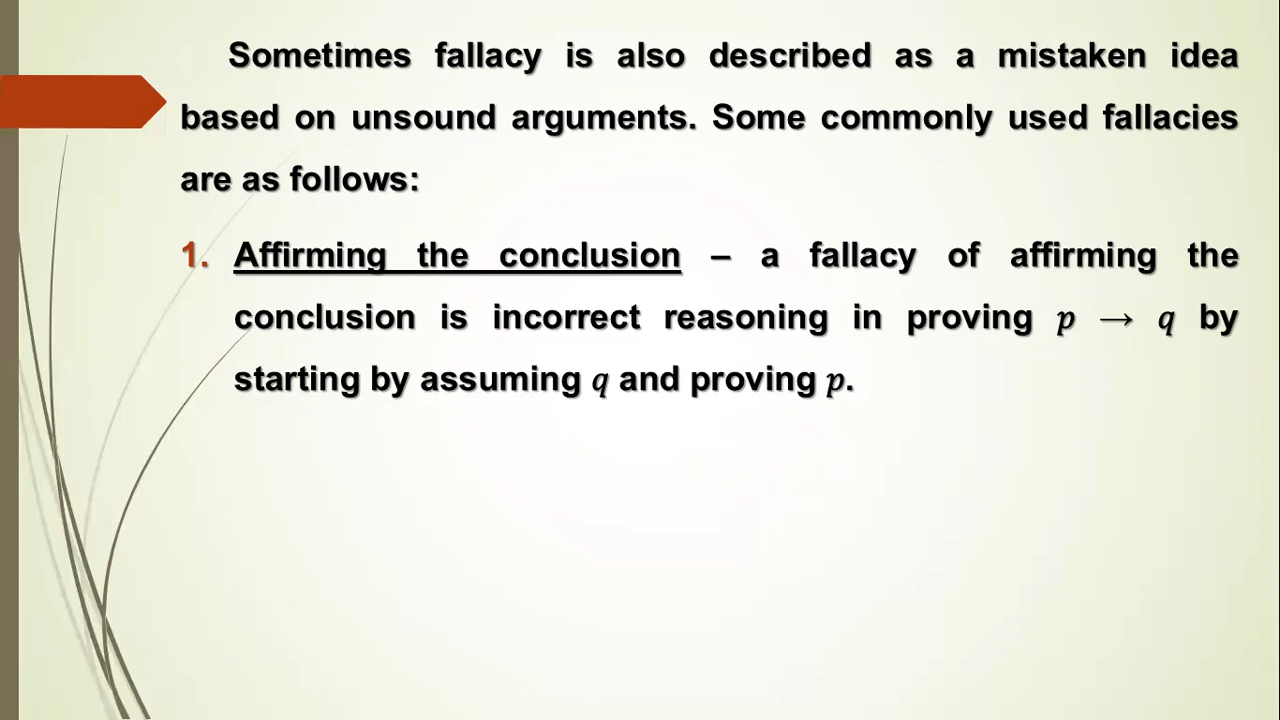 Sometimes fallacy is also described as a mistaken idea
based on unsound arguments. Some commonly used fallacies
are as follows:
1. Affirming the conclusion – a fallacy of affirming the
conclusion is incorrect reasoning in proving 𝑝 → 𝑞 by
starting by assuming 𝑞 and proving 𝑝.